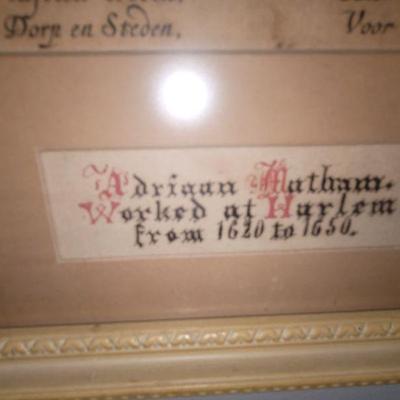 Dorp en Steden,
Voor
Adriaan Matham.
Worked at Harlem
from 1620 to 1650.